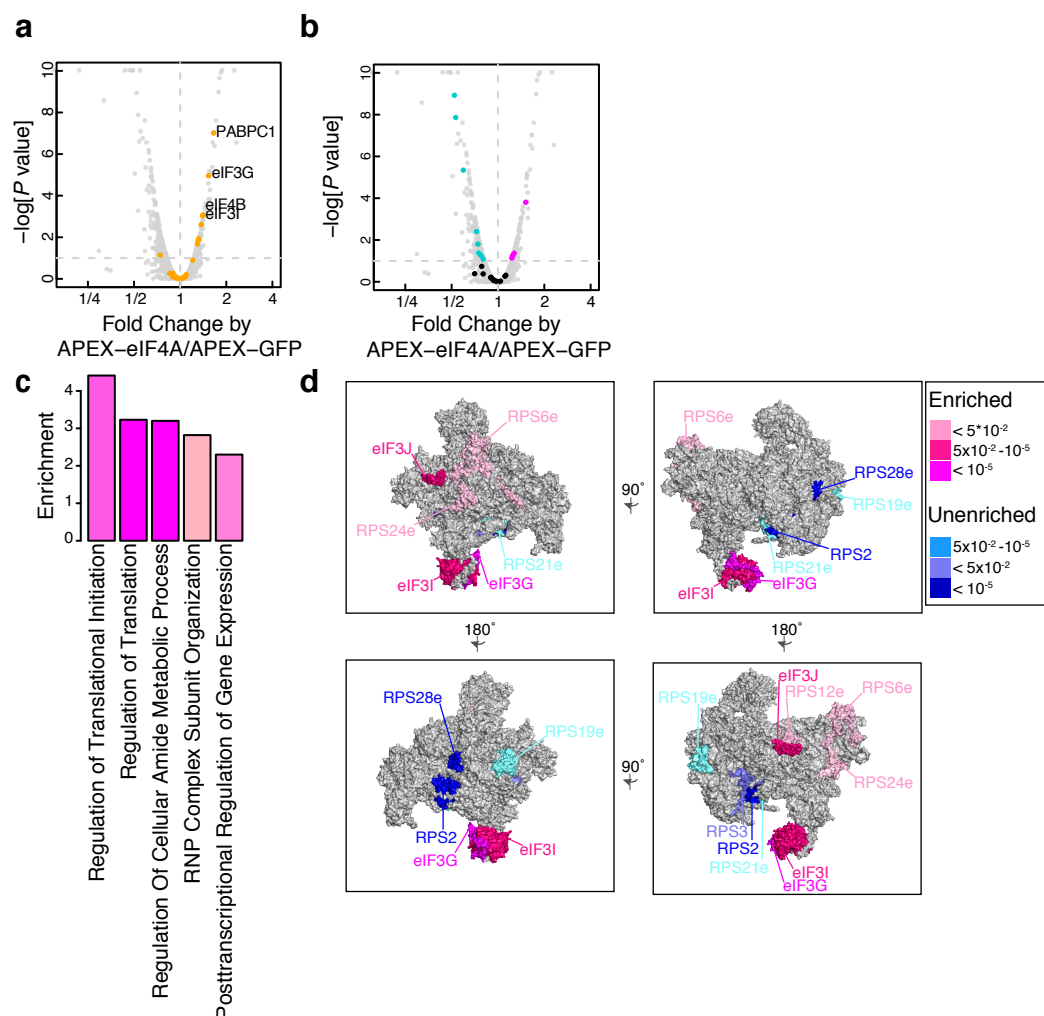 a
10
8
6
4
2
0
−log[P value]
PABPC1
eIF3G
eIF4B
eIF3I
1/4
1/2
1
2
4
Fold Change by
APEX−eIF4A/APEX−GFP
b
10
8
6
4
2
0
−log[P value]
1/4
1/2
1
2
4
Fold Change by
APEX−eIF4A/APEX−GFP
c
4
3
2
1
0
Enrichment
Regulation of Translational Initiation
Regulation of Translation
Regulation Of Cellular Amide Metabolic Process
RNP Complex Subunit Organization
Posttranscriptional Regulation of Gene Expression
d
RPS6e
eIF3J
RPS24e
RPS21e
eIF3I
eIF3G
90°
RPS6e
RPS28e
RPS19e
RPS2
RPS21e
eIF3I
eIF3G
Enriched
< 5*10-2
5x10-2 -10-5
< 10-5
Unenriched
5x10-2 -10-5
< 5x10-2
< 10-5
180°
180°
RPS28e
RPS19e
RPS2
eIF3G
eIF3I
90°
eIF3J
RPS19e
RPS12e
RPS6e
RPS24e
RPS3
RPS2
RPS21e
eIF3I
eIF3G